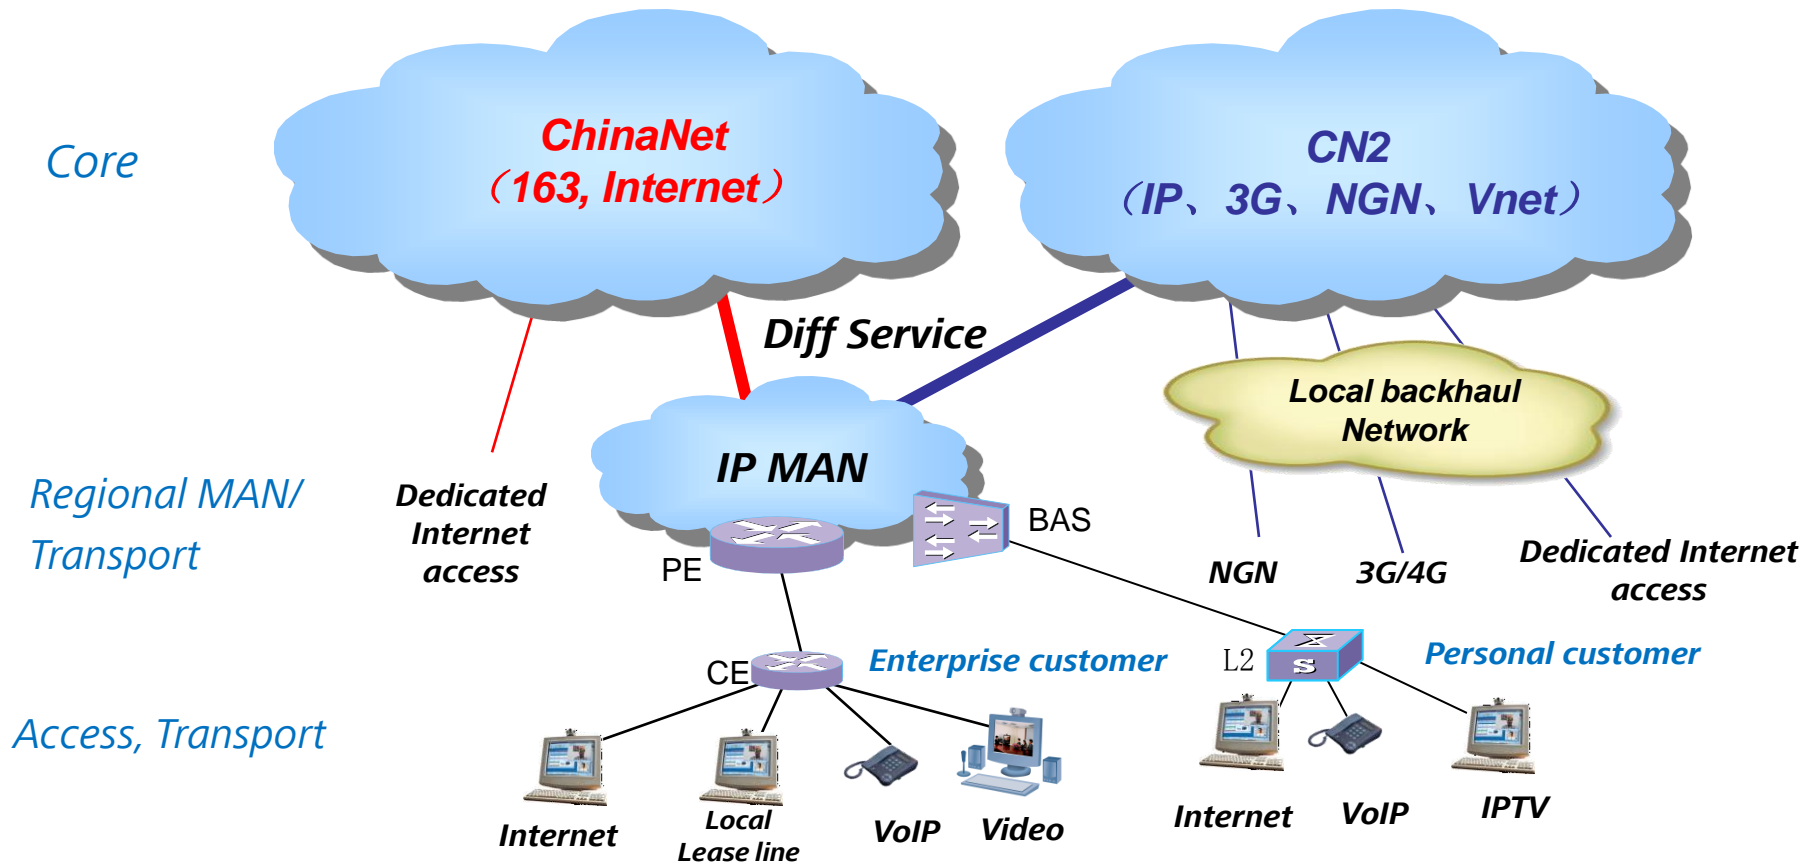 Core
ChinaNet
（163, Internet）
CN2
（IP、3G、NGN、Vnet）
Diff Service
Local backhaul
Network
IP MAN
Regional MAN/
Transport
Dedicated
Internet
access
PE
BAS
NGN
3G/4G
Dedicated Internet
access
CE
Enterprise customer
L2
S
Personal customer
Access, Transport
Internet
Local
Lease line
VoIP
Video
Internet
VoIP
IPTV